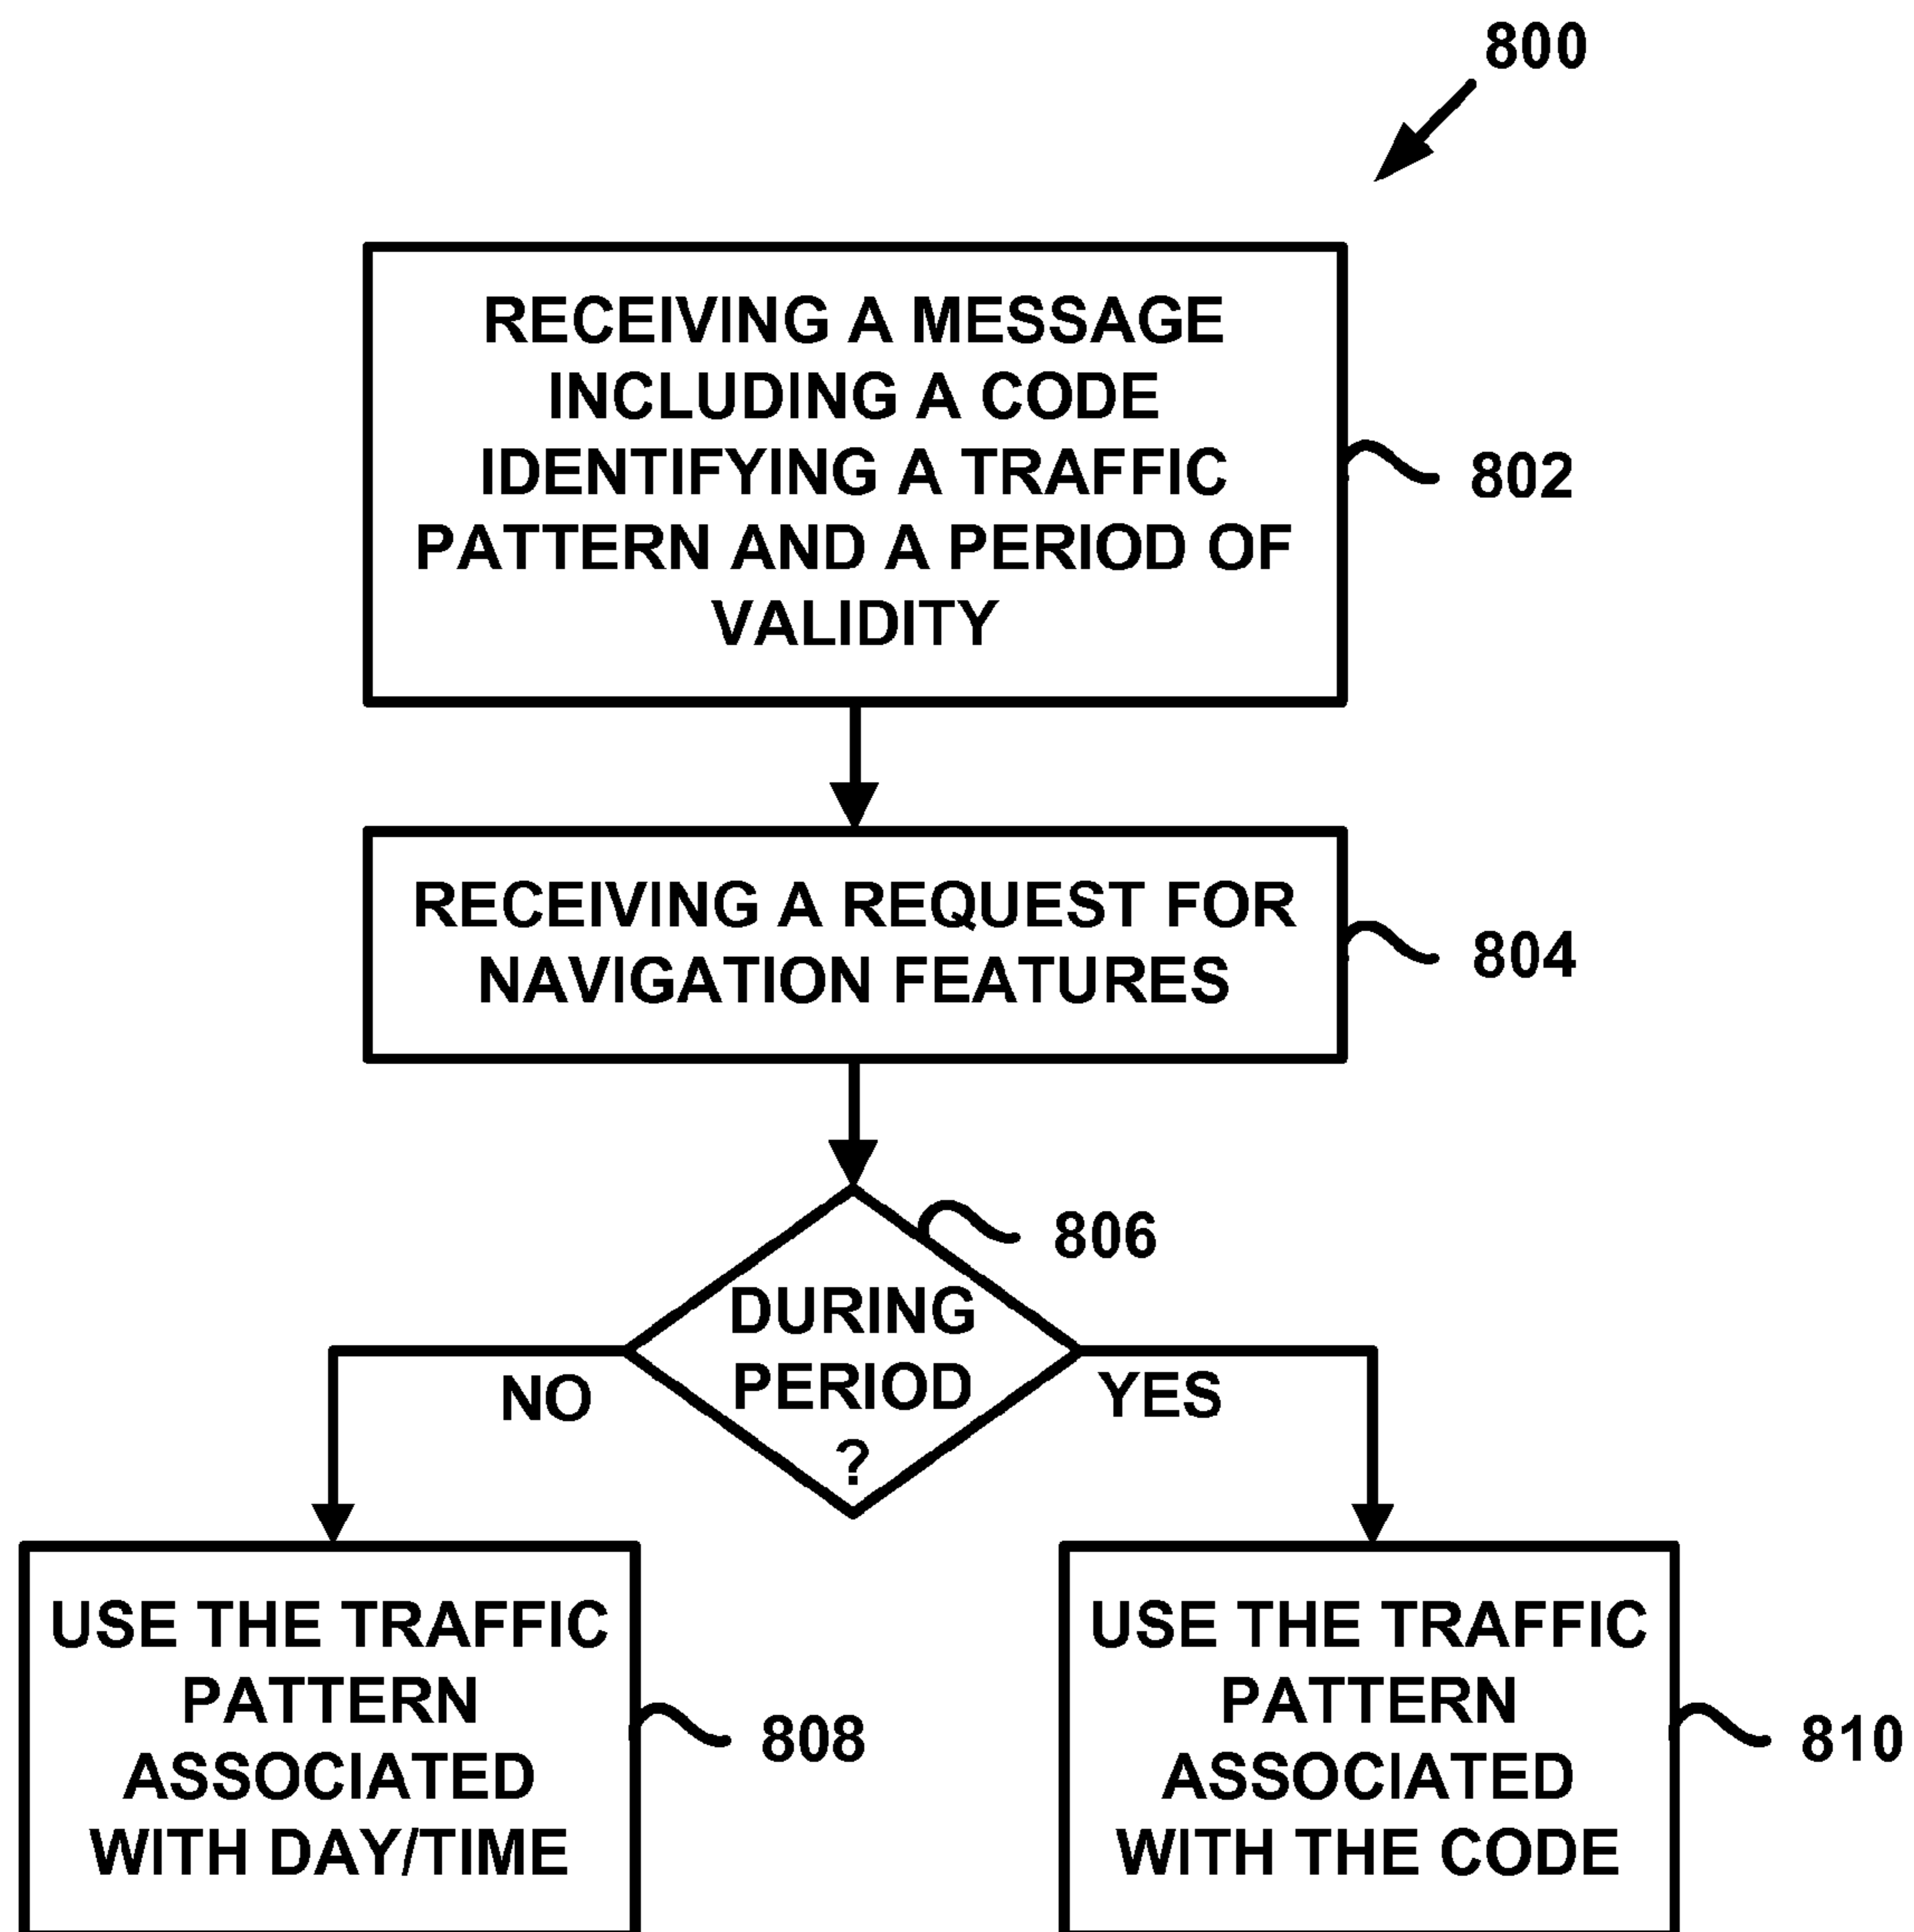 800
RECEIVING A MESSAGE
INCLUDING A CODE
IDENTIFYING A TRAFFIC
PATTERN AND A PERIOD OF
VALIDITY
802
RECEIVING A REQUEST FOR
NAVIGATION FEATURES
804
806
DURING
PERIOD
?
NO
YES
USE THE TRAFFIC
PATTERN
ASSOCIATED
WITH DAY/TIME
808
USE THE TRAFFIC
PATTERN
ASSOCIATED
WITH THE CODE
810